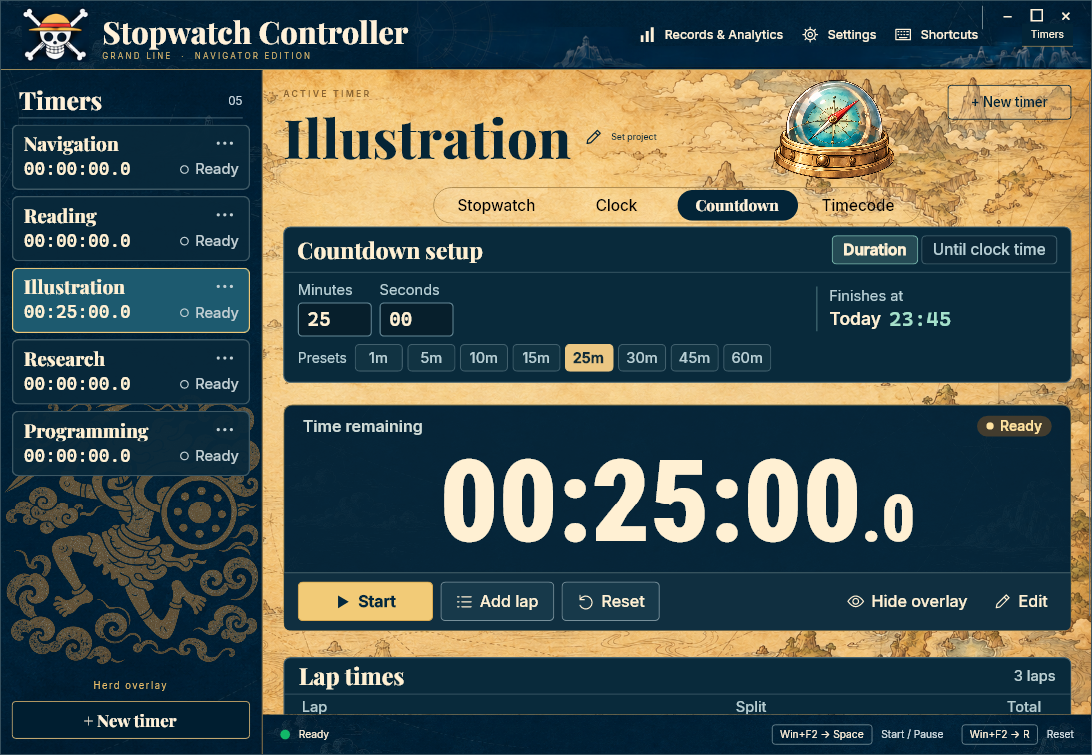 Stopwatch Controller
GRAND LINE · NAVIGATOR EDITION
Records & Analytics
Settings
Shortcuts
Timers
Timers
05
Navigation
00:00:00.0
Ready
Reading
00:00:00.0
Ready
Illustration
00:25:00.0
Ready
Research
00:00:00.0
Ready
Programming
00:00:00.0
Ready
Herd overlay
+ New timer
ACTIVE TIMER
Illustration
Set project
+ New timer
Stopwatch
Clock
Countdown
Timecode
Countdown setup
Duration
Until clock time
Minutes
Seconds
25
00
Finishes at
Today 23:45
Presets
1m
5m
10m
15m
25m
30m
45m
60m
Time remaining
Ready
00:25:00.0
Start
Add lap
Reset
Hide overlay
Edit
Lap times
3 laps
Lap
Split
Total
Ready
Win+F2 → Space
Start / Pause
Win+F2 → R
Reset